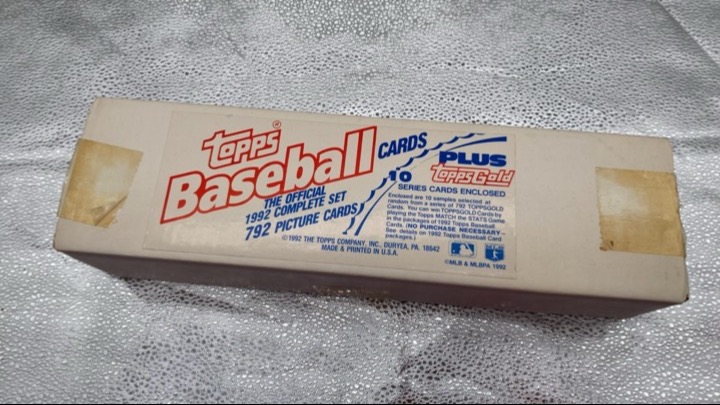 topps®
Baseball CARDS
THE OFFICIAL
1992 COMPLETE SET
792 PICTURE CARDS
©1992 THE TOPPS COMPANY, INC., DURYEA, PA. 18642
MADE & PRINTED IN U.S.A.
PLUS
10 toppsGold
SERIES CARDS ENCLOSED
Enclosed are 10 samples selected at
random from a series of 792 TOPPSGOLD
Cards. You can win TOPPSGOLD Cards by
playing the Topps MATCH the STATS Game
in the packages of 1992 Topps Baseball
Cards. (NO PURCHASE NECESSARY—
See details on 1992 Topps Baseball Card
packages.)
©MLB & MLBPA 1992